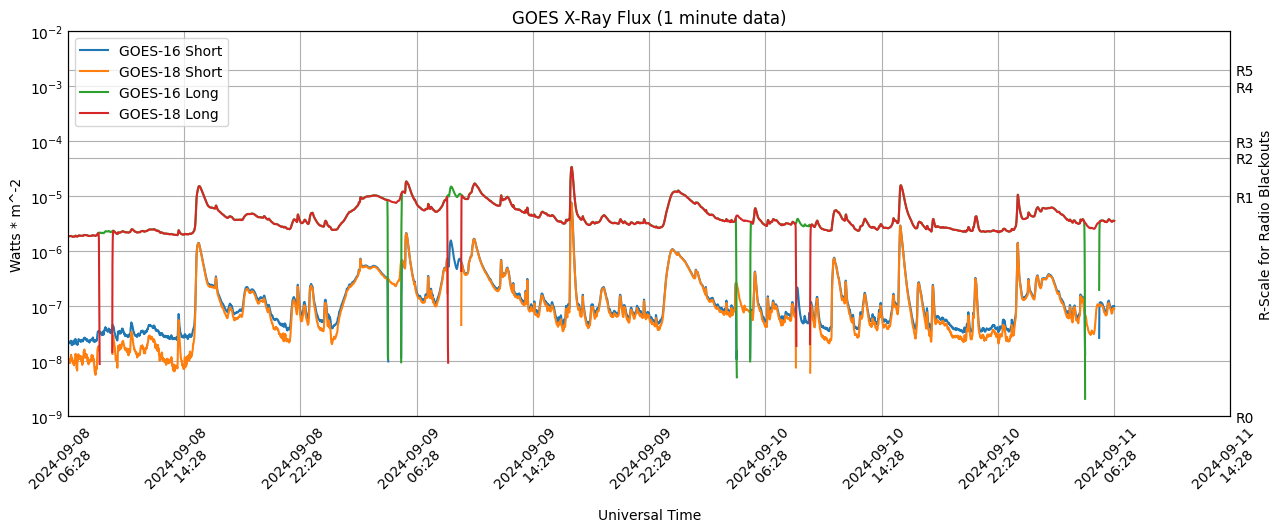 GOES X-Ray Flux (1 minute data)
GOES-16 Short
GOES-18 Short
GOES-16 Long
GOES-18 Long
Watts * m^-2
10⁻²
10⁻³
10⁻⁴
10⁻⁵
10⁻⁶
10⁻⁷
10⁻⁸
10⁻⁹
R5
R4
R3
R2
R1
R0
R-Scale for Radio Blackouts
2024-09-08
06:28
2024-09-08
14:28
2024-09-08
22:28
2024-09-09
06:28
2024-09-09
14:28
2024-09-09
22:28
2024-09-10
06:28
2024-09-10
14:28
2024-09-10
22:28
2024-09-11
06:28
2024-09-11
14:28
Universal Time